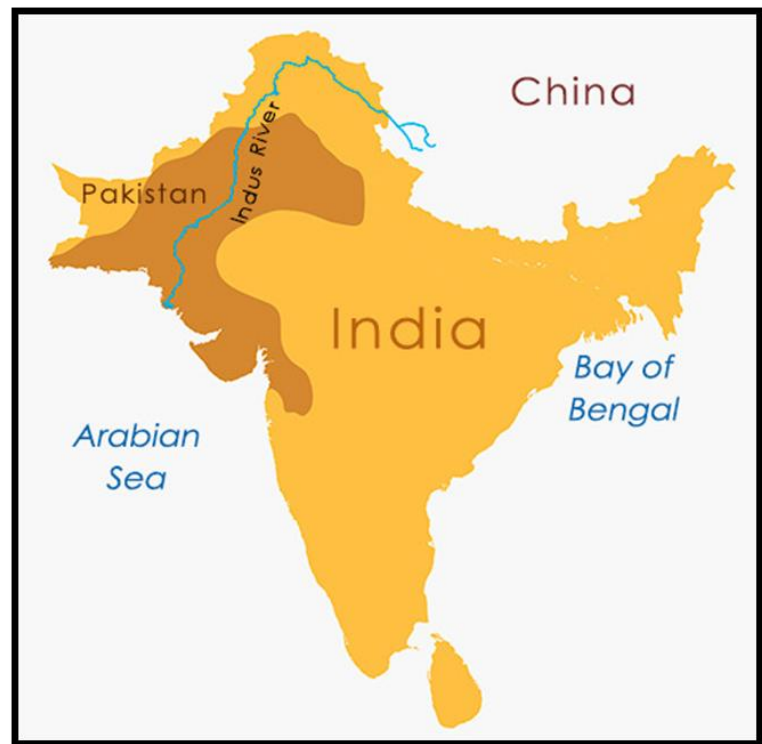 China
Indus River
Pakistan
India
Bay of
Bengal
Arabian
Sea